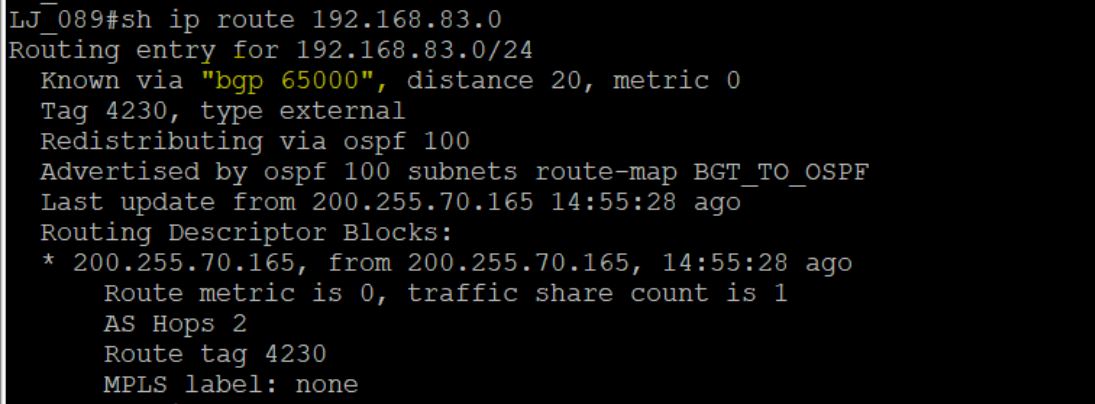 LJ_089#sh ip route 192.168.83.0
Routing entry for 192.168.83.0/24
Known via "bgp 65000", distance 20, metric 0
Tag 4230, type external
Redistributing via ospf 100
Advertised by ospf 100 subnets route-map BGT_TO_OSPF
Last update from 200.255.70.165 14:55:28 ago
Routing Descriptor Blocks:
* 200.255.70.165, from 200.255.70.165, 14:55:28 ago
Route metric is 0, traffic share count is 1
AS Hops 2
Route tag 4230
MPLS label: none